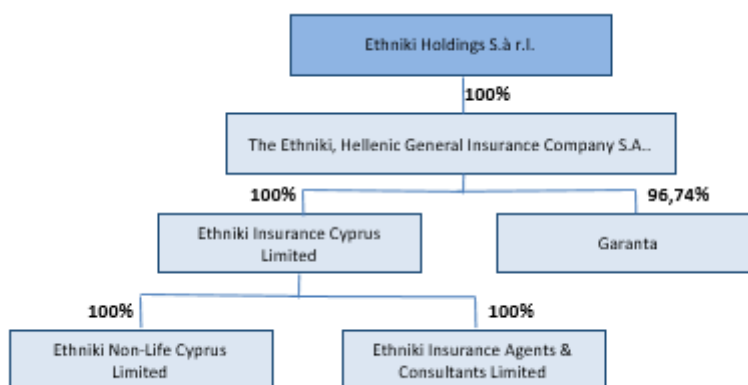 Ethniki Holdings S.à r.l.
100%
The Ethniki, Hellenic General Insurance Company S.A..
100%
96,74%
Ethniki Insurance Cyprus
Limited
Garanta
100%
100%
Ethniki Non-Life Cyprus
Limited
Ethniki Insurance Agents &
Consultants Limited